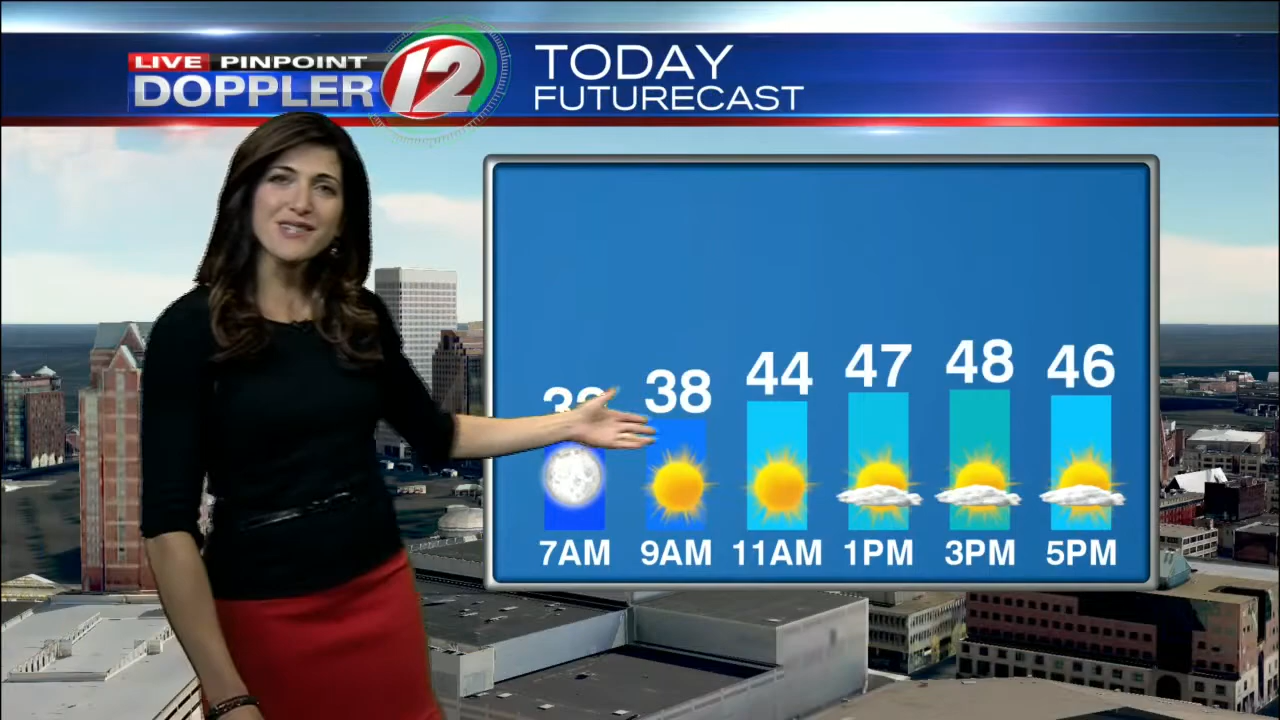 LIVE PINPOINT
DOPPLER 12
TODAY
FUTURECAST
38 44 47 48 46
7AM 9AM 11AM 1PM 3PM 5PM